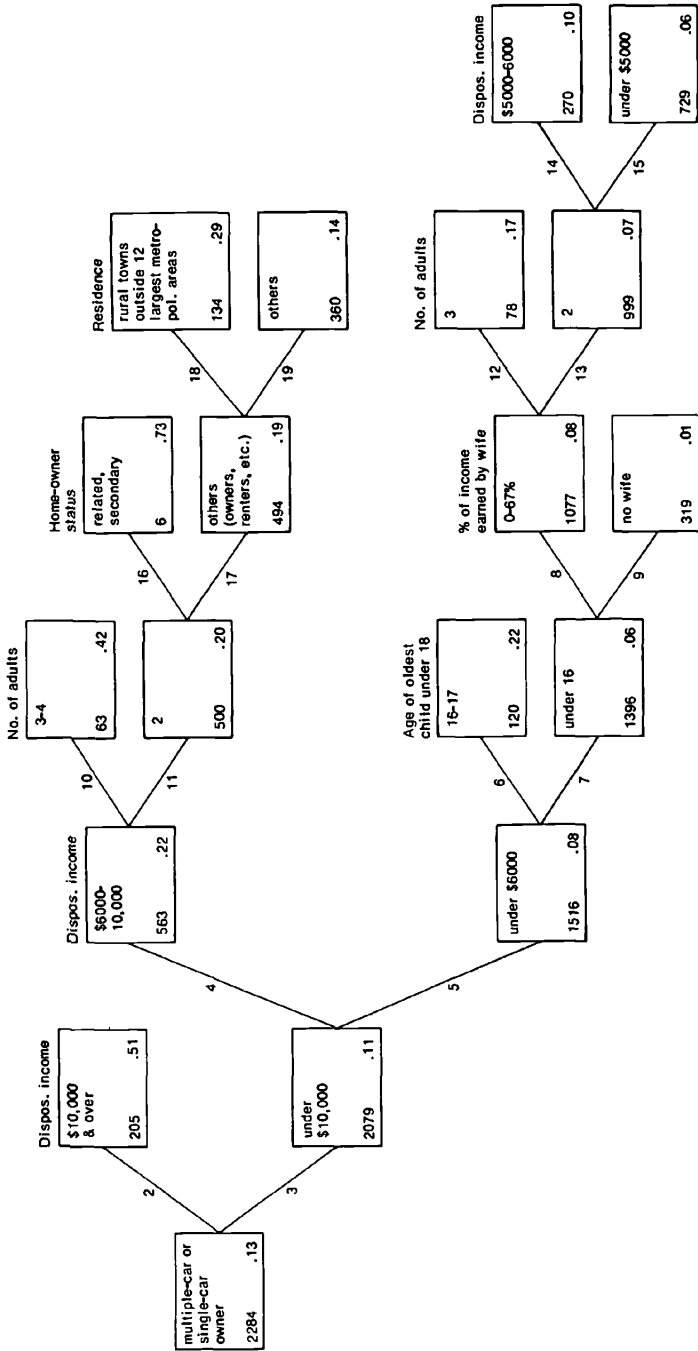 multiple-car or
single-car
owner
2284 .13
2
3
Dispos. income
$10,000
& over
205 .51
under
$10,000
2079 .11
4
5
Dispos. income
$6000-
10,000
563 .22
under $6000
1516 .08
10
11
6
7
No. of adults
3-4
63 .42
2
500 .20
Age of oldest
child under 18
16-17
120 .22
under 16
1396 .06
16
17
8
9
Home-owner
status
related,
secondary
6 .73
others
(owners,
renters, etc.)
494 .19
% of income
earned by wife
0-67%
1077 .08
no wife
319 .01
18
19
12
13
Residence
rural towns
outside 12
largest metro-
pol. areas
134 .29
others
360 .14
No. of adults
3
78 .17
2
999 .07
14
15
Dispos. income
$5000-6000
270 .10
under $5000
729 .06